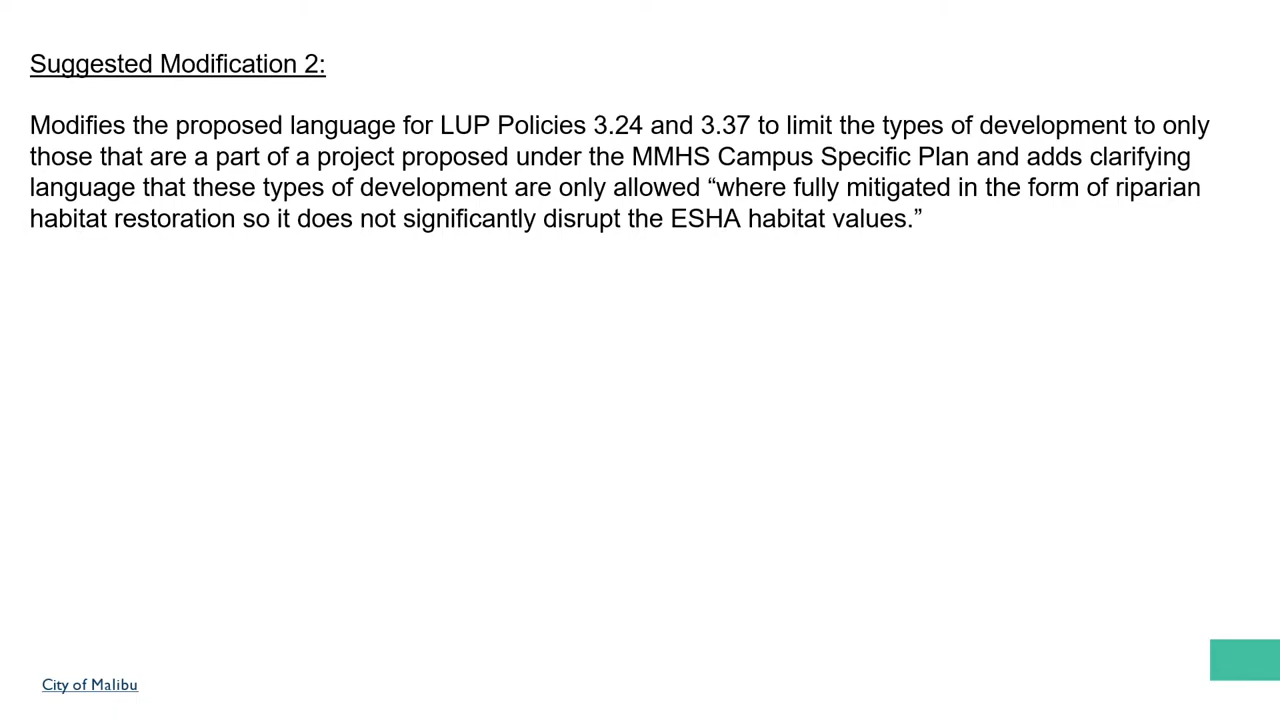 Suggested Modification 2:
Modifies the proposed language for LUP Policies 3.24 and 3.37 to limit the types of development to only
those that are a part of a project proposed under the MMHS Campus Specific Plan and adds clarifying
language that these types of development are only allowed “where fully mitigated in the form of riparian
habitat restoration so it does not significantly disrupt the ESHA habitat values.”
City of Malibu